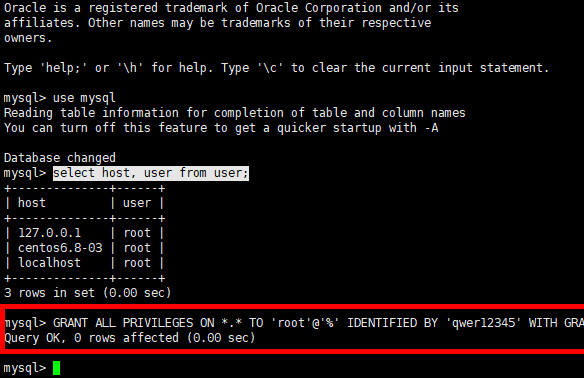 Oracle is a registered trademark of Oracle Corporation and/or its
affiliates. Other names may be trademarks of their respective
owners.
Type 'help;' or '\h' for help. Type '\c' to clear the current input statement.
mysql> use mysql
Reading table information for completion of table and column names
You can turn off this feature to get a quicker startup with -A
Database changed
mysql> select host, user from user;
+--------------+------+
| host         | user |
+--------------+------+
| 127.0.0.1    | root |
| centos6.8-03 | root |
| localhost    | root |
+--------------+------+
3 rows in set (0.00 sec)
mysql> GRANT ALL PRIVILEGES ON *.* TO 'root'@'%' IDENTIFIED BY 'qwer12345' WITH GRA
Query OK, 0 rows affected (0.00 sec)
mysql>